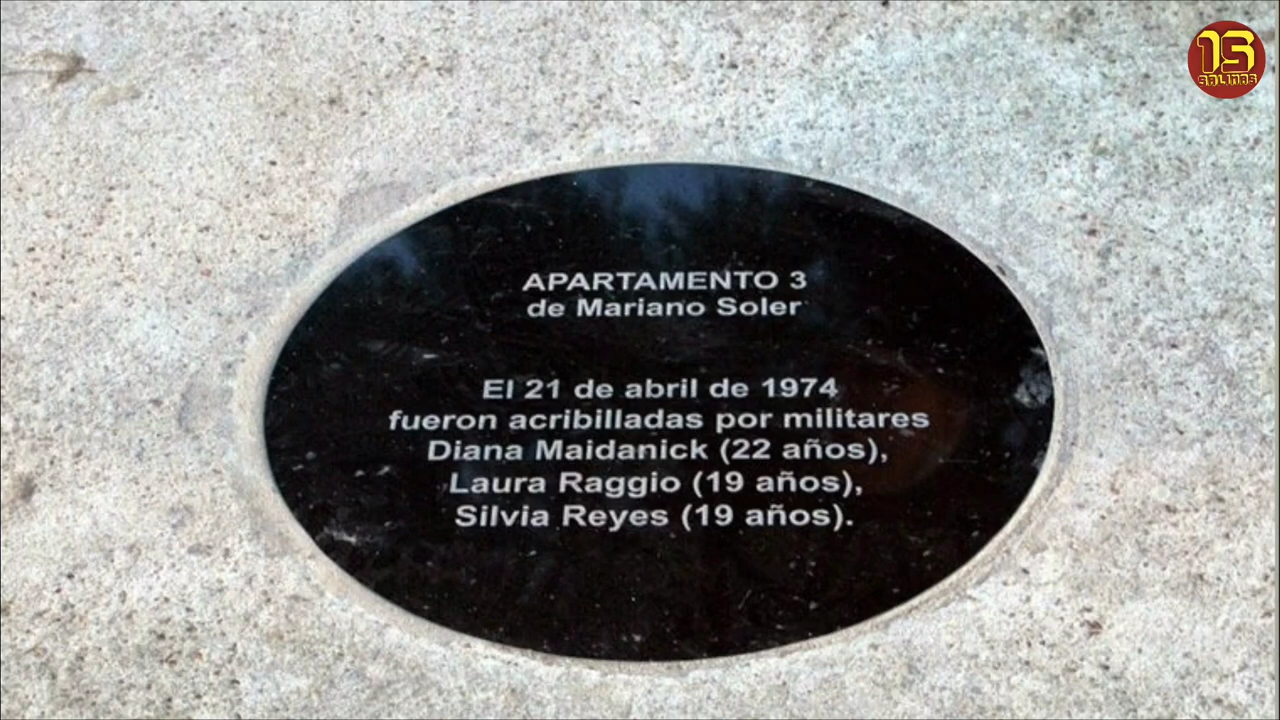 15
SALINAS
APARTAMENTO 3
de Mariano Soler
El 21 de abril de 1974
fueron acribilladas por militares
Diana Maidanick (22 años),
Laura Raggio (19 años),
Silvia Reyes (19 años).